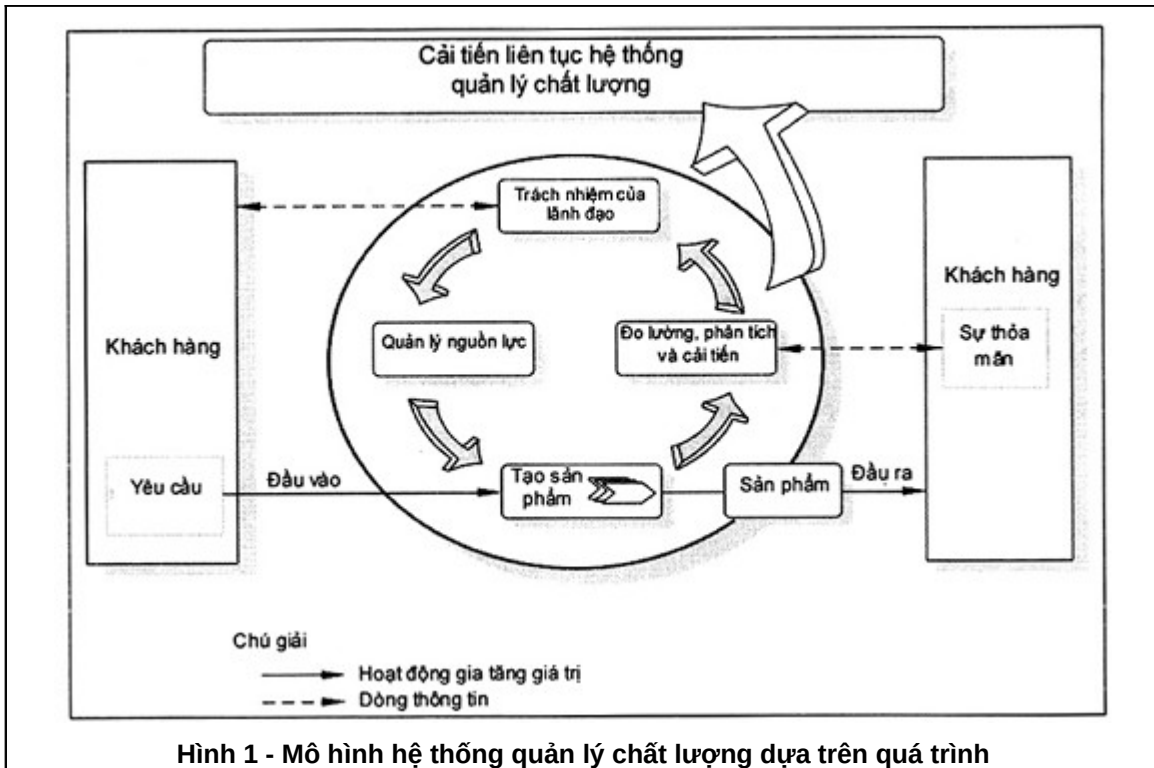 Cải tiến liên tục hệ thống
quản lý chất lượng
Trách nhiệm của
lãnh đạo
Khách hàng
Quản lý nguồn lực
Đo lường, phân tích
và cải tiến
Khách hàng
Sự thỏa
mãn
Yêu cầu
Đầu vào
Tạo sản
phẩm
Sản phẩm
Đầu ra
Chú giải
Hoạt động gia tăng giá trị
Dòng thông tin
Hình 1 - Mô hình hệ thống quản lý chất lượng dựa trên quá trình